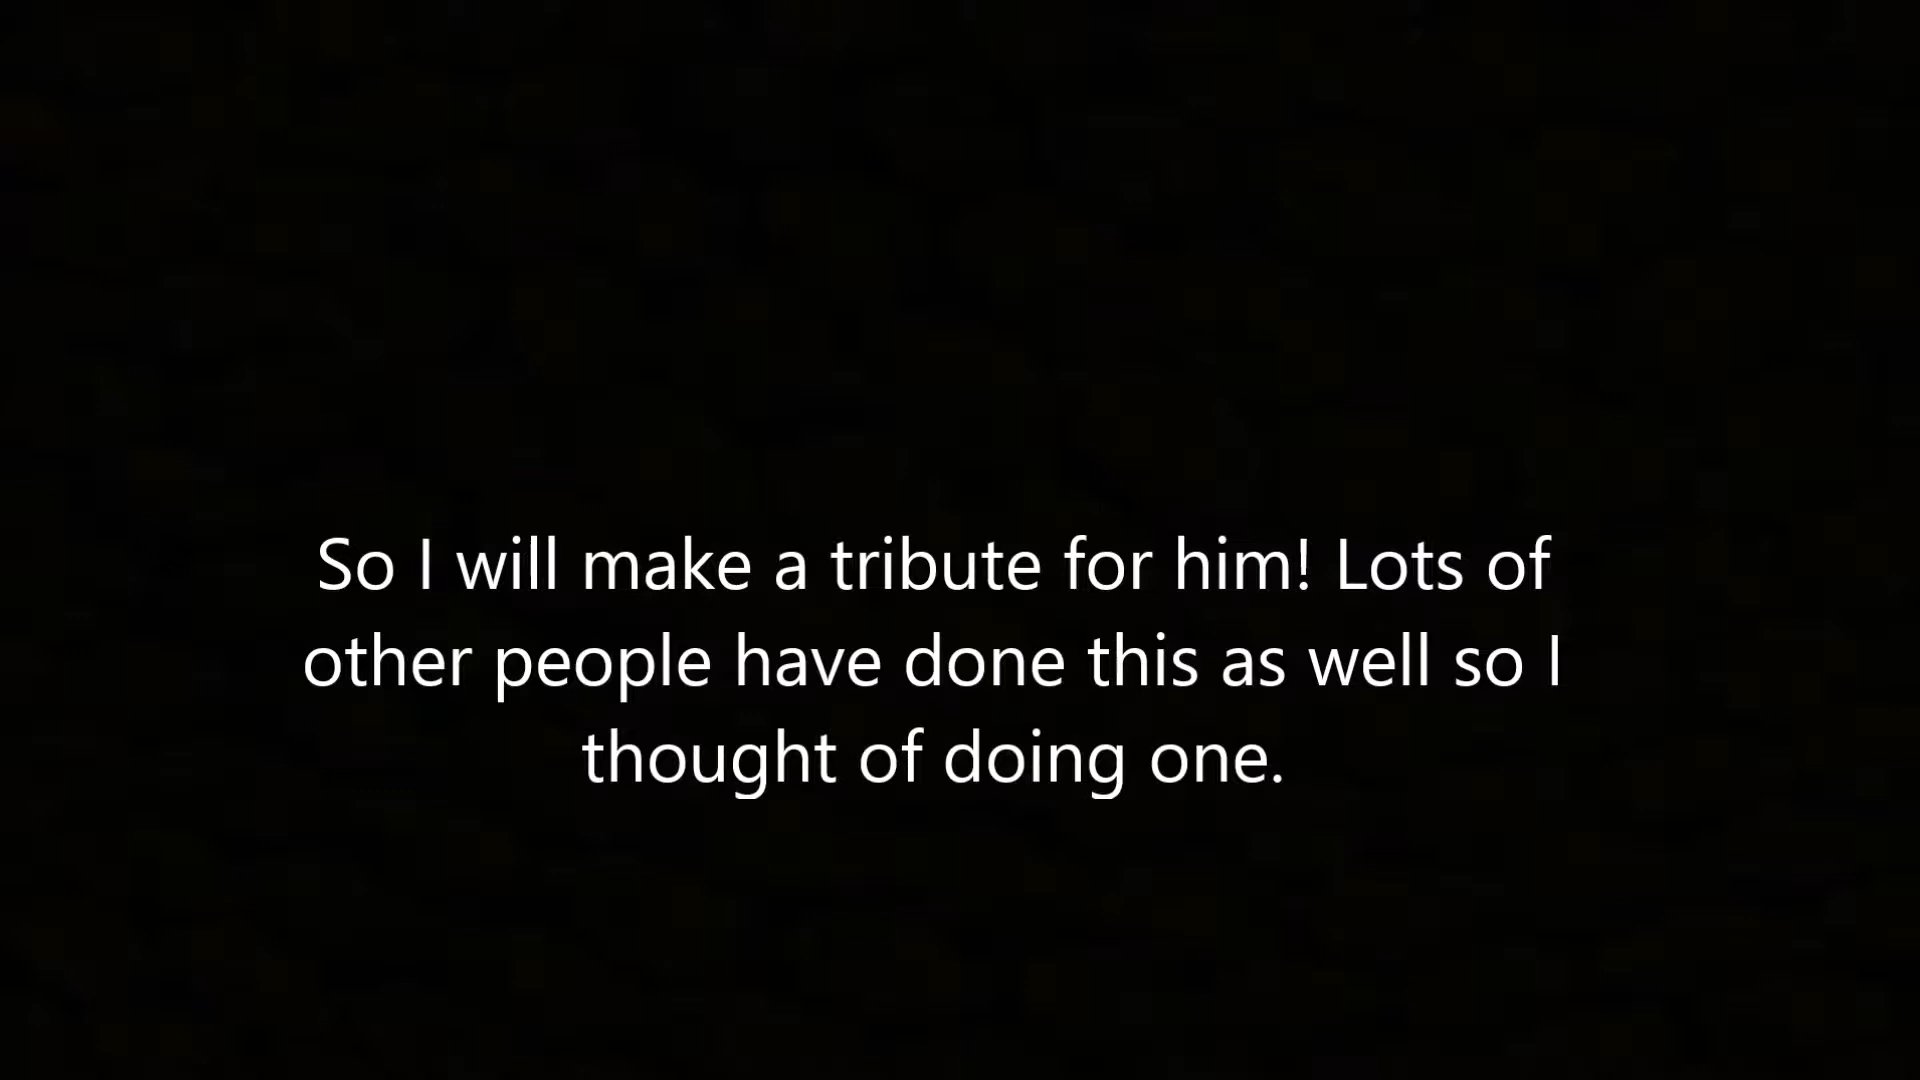 So I will make a tribute for him! Lots of
other people have done this as well so I
thought of doing one.